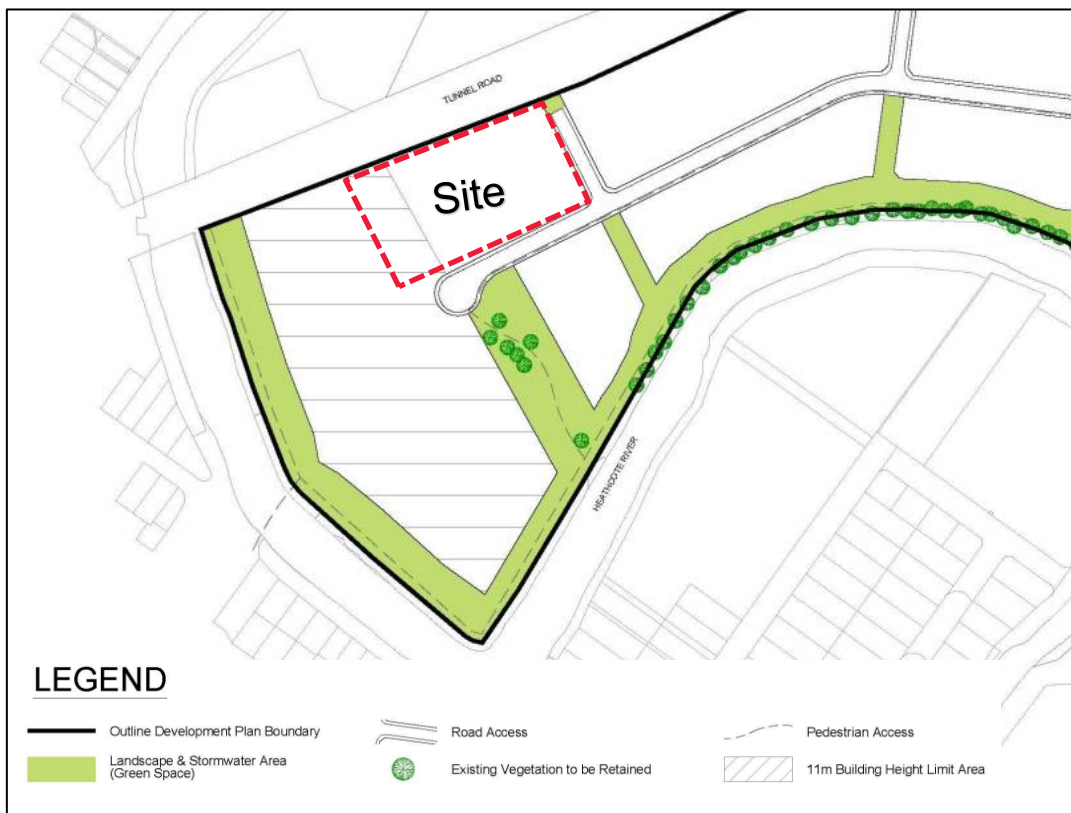 TUNNEL ROAD
Site
HEATHCOTE RIVER
LEGEND
Outline Development Plan Boundary
Road Access
Pedestrian Access
Landscape & Stormwater Area
(Green Space)
Existing Vegetation to be Retained
11m Building Height Limit Area